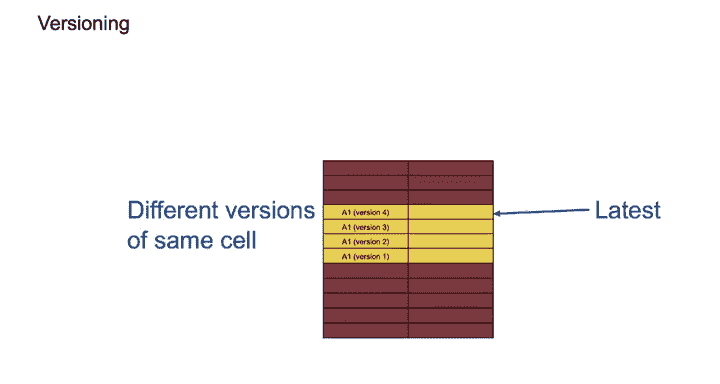 Versioning
Different versions
of same cell
A1 (version 4)
A1 (version 3)
A1 (version 2)
A1 (version 1)
Latest